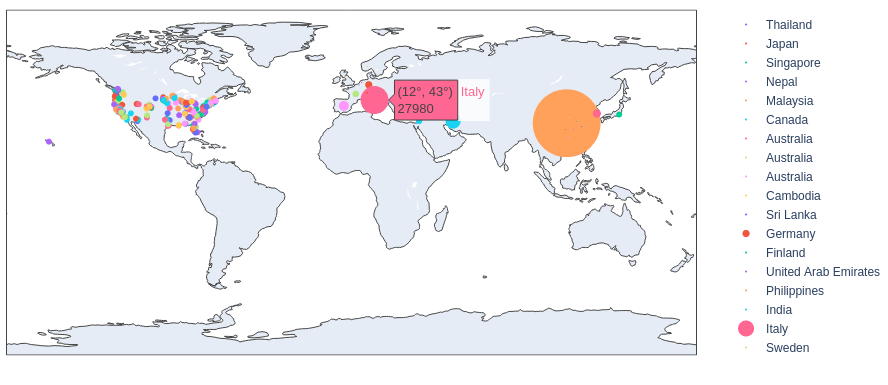 (12°, 43°) Italy
27980
Thailand
Japan
Singapore
Nepal
Malaysia
Canada
Australia
Australia
Australia
Cambodia
Sri Lanka
Germany
Finland
United Arab Emirates
Philippines
India
Italy
Sweden